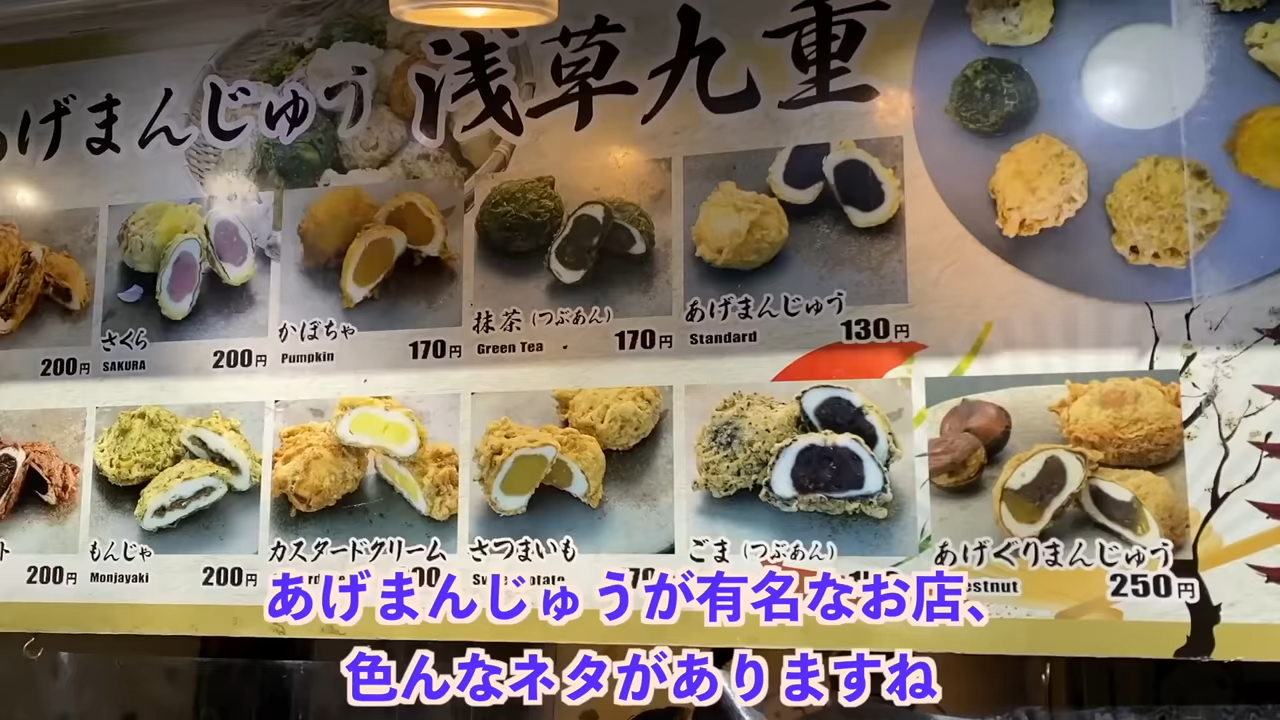 あげまんじゅう 浅草九重
200円
さくら
SAKURA
200円
かぼちゃ
Pumpkin
170円
抹茶 (つぶあん)
Green Tea
170円
あげまんじゅう
Standard
130円
200円
もんじゃ
Monjayaki
200円
カスタードクリーム
さつまいも
ごま (つぶあん)
あげぐりまんじゅう
250円
あげまんじゅうが有名なお店、
色んなネタがありますね